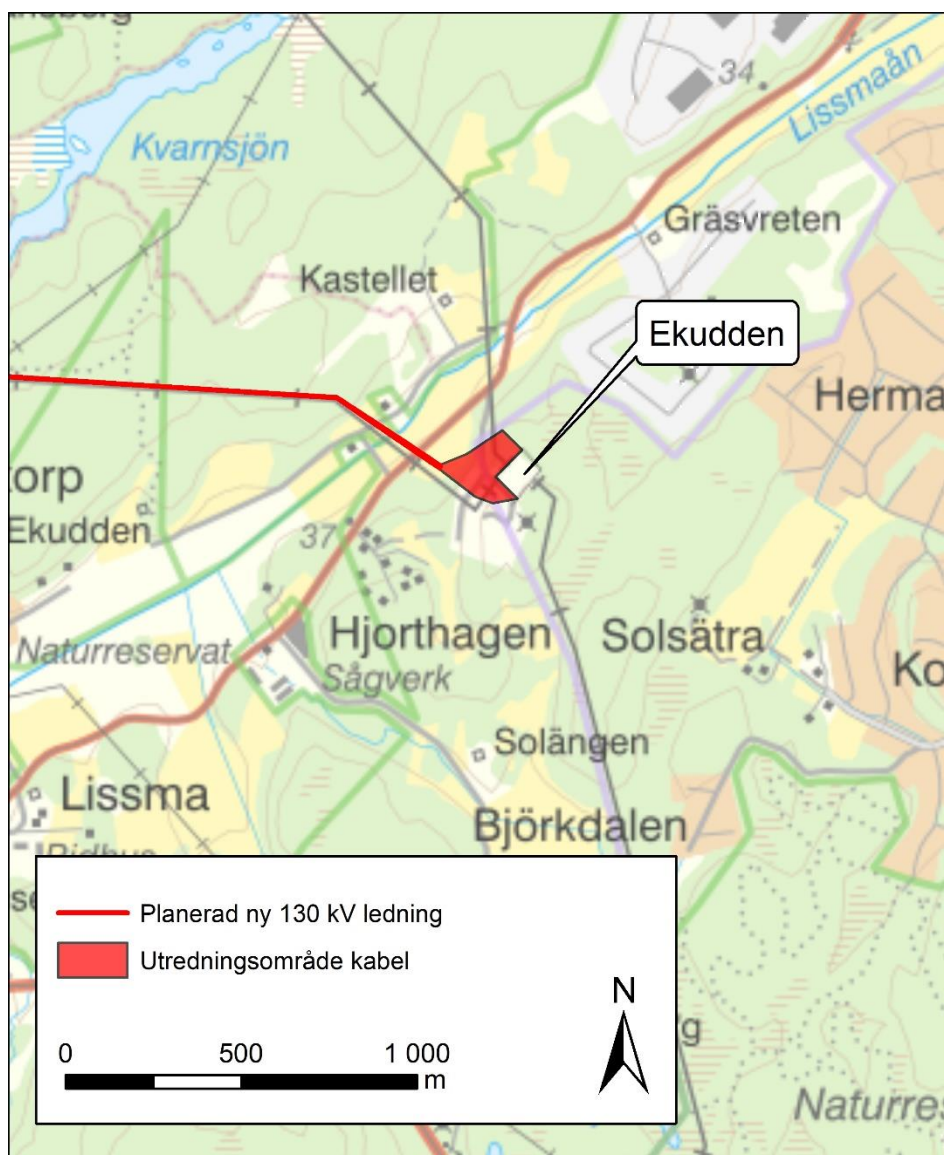 34
Lissmaån
Kvarnsjön
Gräsvreten
Kastellet
Ekudden
Herma
torp
Ekudden
37
Hjorthagen
Solsätra
Ko
Naturreservat
Sågverk
Solängen
Lissma
Björkdalen
Planerad ny 130 kV ledning
Utredningsområde kabel
N
0 500 1 000
m
g
Naturres